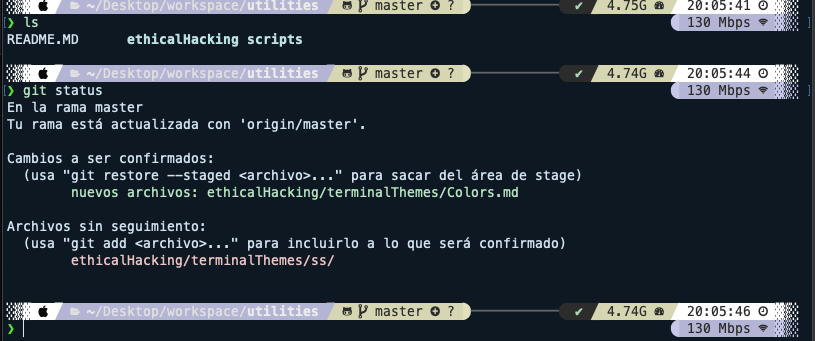 ~/Desktop/workspace/utilities master ? ✔ 4.75G 20:05:41
❯ ls 130 Mbps
README.MD ethicalHacking scripts
~/Desktop/workspace/utilities master ? ✔ 4.74G 20:05:44
❯ git status 130 Mbps
En la rama master
Tu rama está actualizada con 'origin/master'.
Cambios a ser confirmados:
(usa "git restore --staged <archivo>..." para sacar del área de stage)
nuevos archivos: ethicalHacking/terminalThemes/Colors.md
Archivos sin seguimiento:
(usa "git add <archivo>..." para incluirlo a lo que será confirmado)
ethicalHacking/terminalThemes/ss/
~/Desktop/workspace/utilities master ? ✔ 4.74G 20:05:46
❯ 130 Mbps